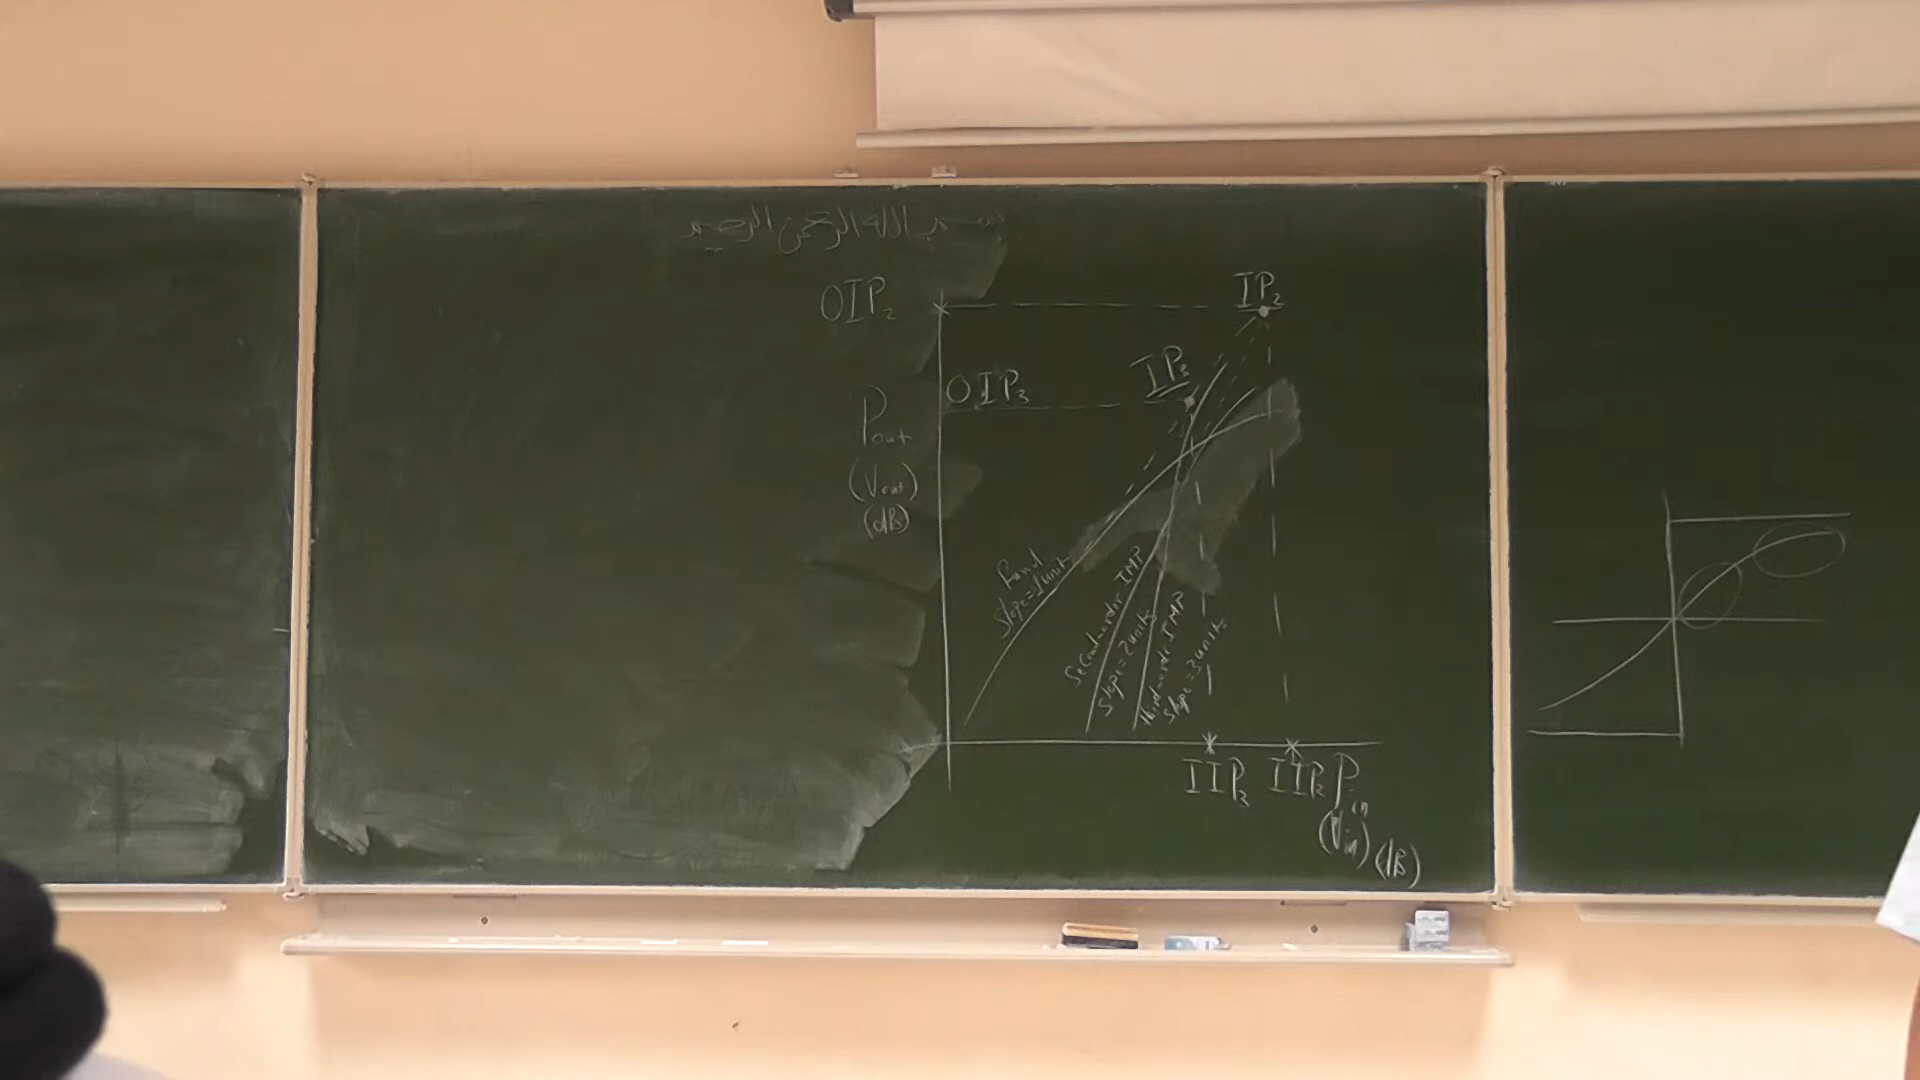 بسم الله الرحمن الرحيم
OIP₂
IP₂
OIP₃
IP₃
Pout
(Vout)
(dB)
Fund.
Slope=1unit
Second-order IMP
Slope=2units
third-order IMP
Slope=3units
IIP₃
IIP₂
Pin
(Vin)
(dB)